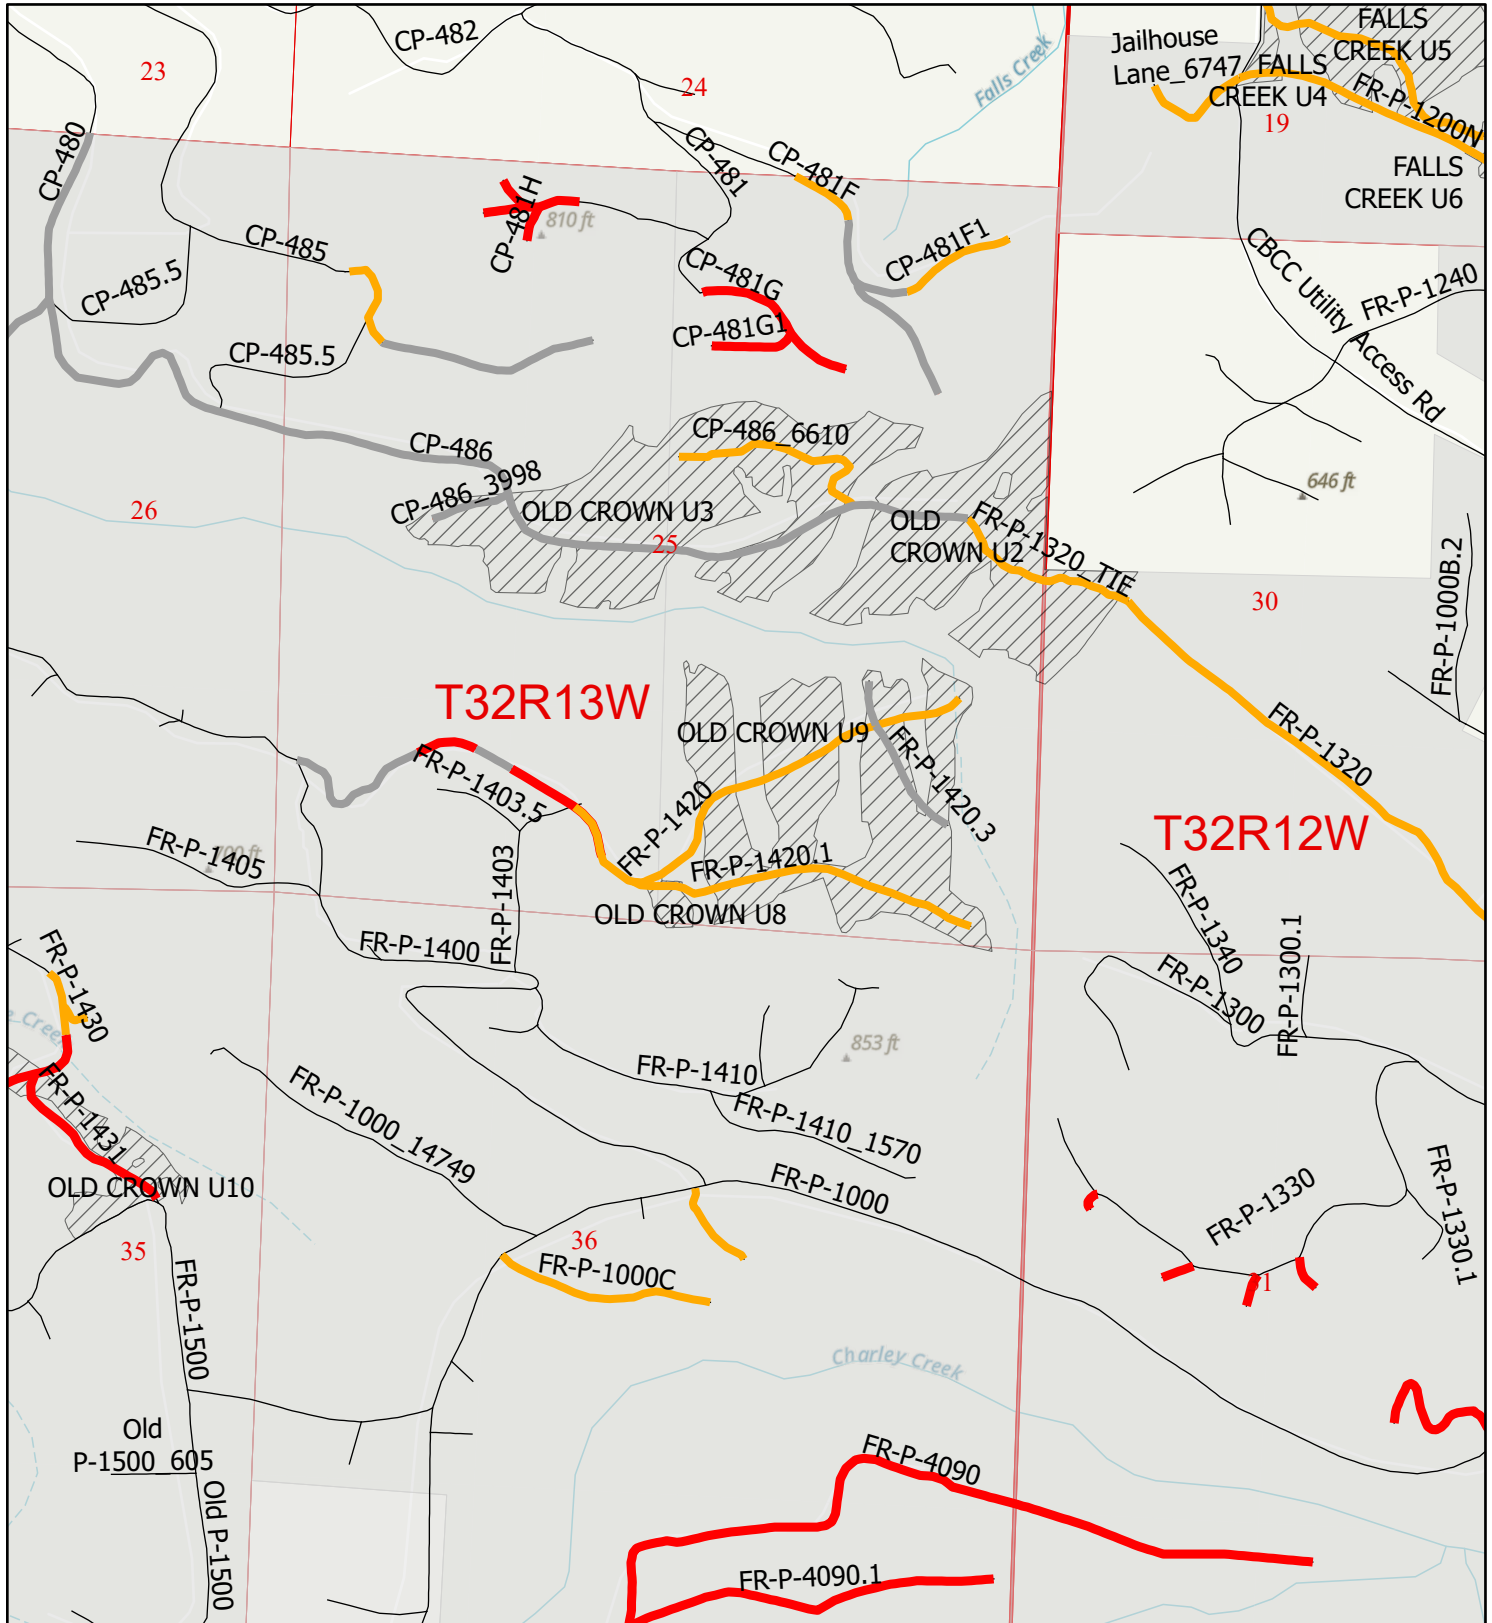 CP-482
23
24
Falls Creek
Jailhouse
Lane_6747
FALLS
CREEK U5
FALLS
CREEK U4
FR-P-1200N
19
FALLS
CREEK U6
CP-480
CP-481
CP-481F
CP-481H
810 ft
CP-485
CP-485.5
CP-481F1
CP-481G
CP-481G1
CBCC Utility Access Rd
FR-P-1240
CP-485.5
CP-486
CP-486_6610
CP-486_3998
646 ft
26
OLD CROWN U3
25
OLD
CROWN U2
FR-P-1320_TIE
30
FR-P-1000B.2
T32R13W
OLD CROWN U9
FR-P-1320
FR-P-1403.5
FR-P-1420
FR-P-1420.3
T32R12W
FR-P-1405
700 ft
FR-P-1403
FR-P-1420.1
OLD CROWN U8
FR-P-1340
FR-P-1300.1
FR-P-1400
FR-P-1300
FR-P-1430
Creek
853 ft
FR-P-1410
FR-P-1431
FR-P-1000_14749
FR-P-1410_1570
OLD CROWN U10
FR-P-1000
FR-P-1330
FR-P-1330.1
35
36
31
FR-P-1500
FR-P-1000C
Charley Creek
Old
P-1500_605
Old P-1500
FR-P-4090
FR-P-4090.1